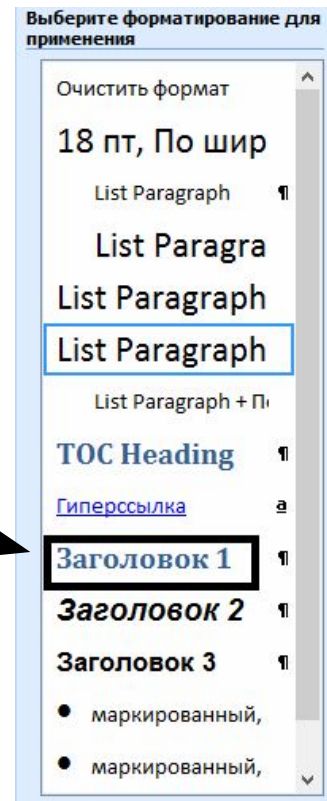 Выберите форматирование для
применения
Очистить формат
18 пт, По шир
List Paragraph ¶
List Paragra
List Paragraph
List Paragraph
List Paragraph + По
TOC Heading ¶
Гиперссылка a
Заголовок 1 ¶
Заголовок 2 ¶
Заголовок 3 ¶
• маркированный,
• маркированный,